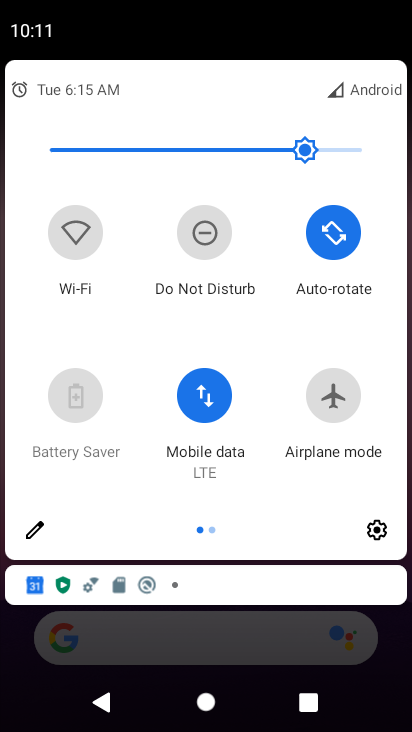 10:11
Tue 6:15 AM
Android
Wi-Fi
Do Not Disturb
Auto-rotate
Battery Saver
Mobile data
LTE
Airplane mode
31
G